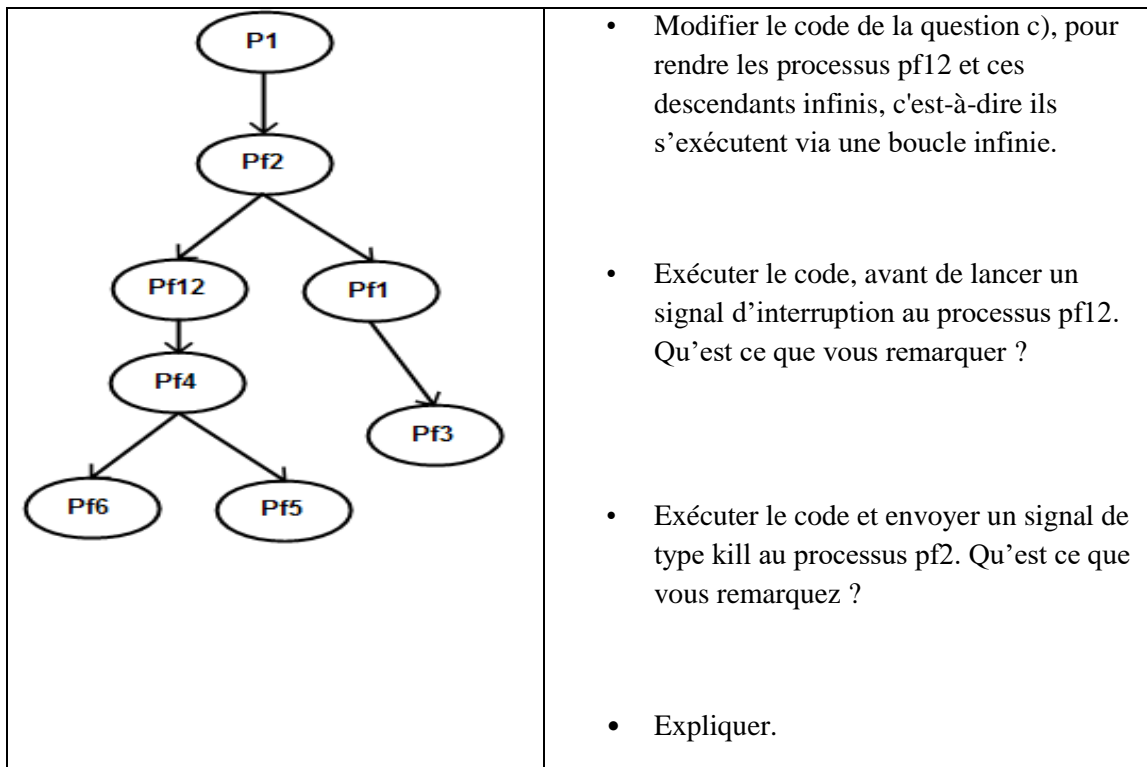 P1
Pf2
Pf12
Pf1
Pf4
Pf3
Pf6
Pf5
• Modifier le code de la question c), pour
rendre les processus pf12 et ces
descendants infinis, c'est-à-dire ils
s’exécutent via une boucle infinie.
• Exécuter le code, avant de lancer un
signal d’interruption au processus pf12.
Qu’est ce que vous remarquer ?
• Exécuter le code et envoyer un signal de
type kill au processus pf2. Qu’est ce que
vous remarquez ?
• Expliquer.